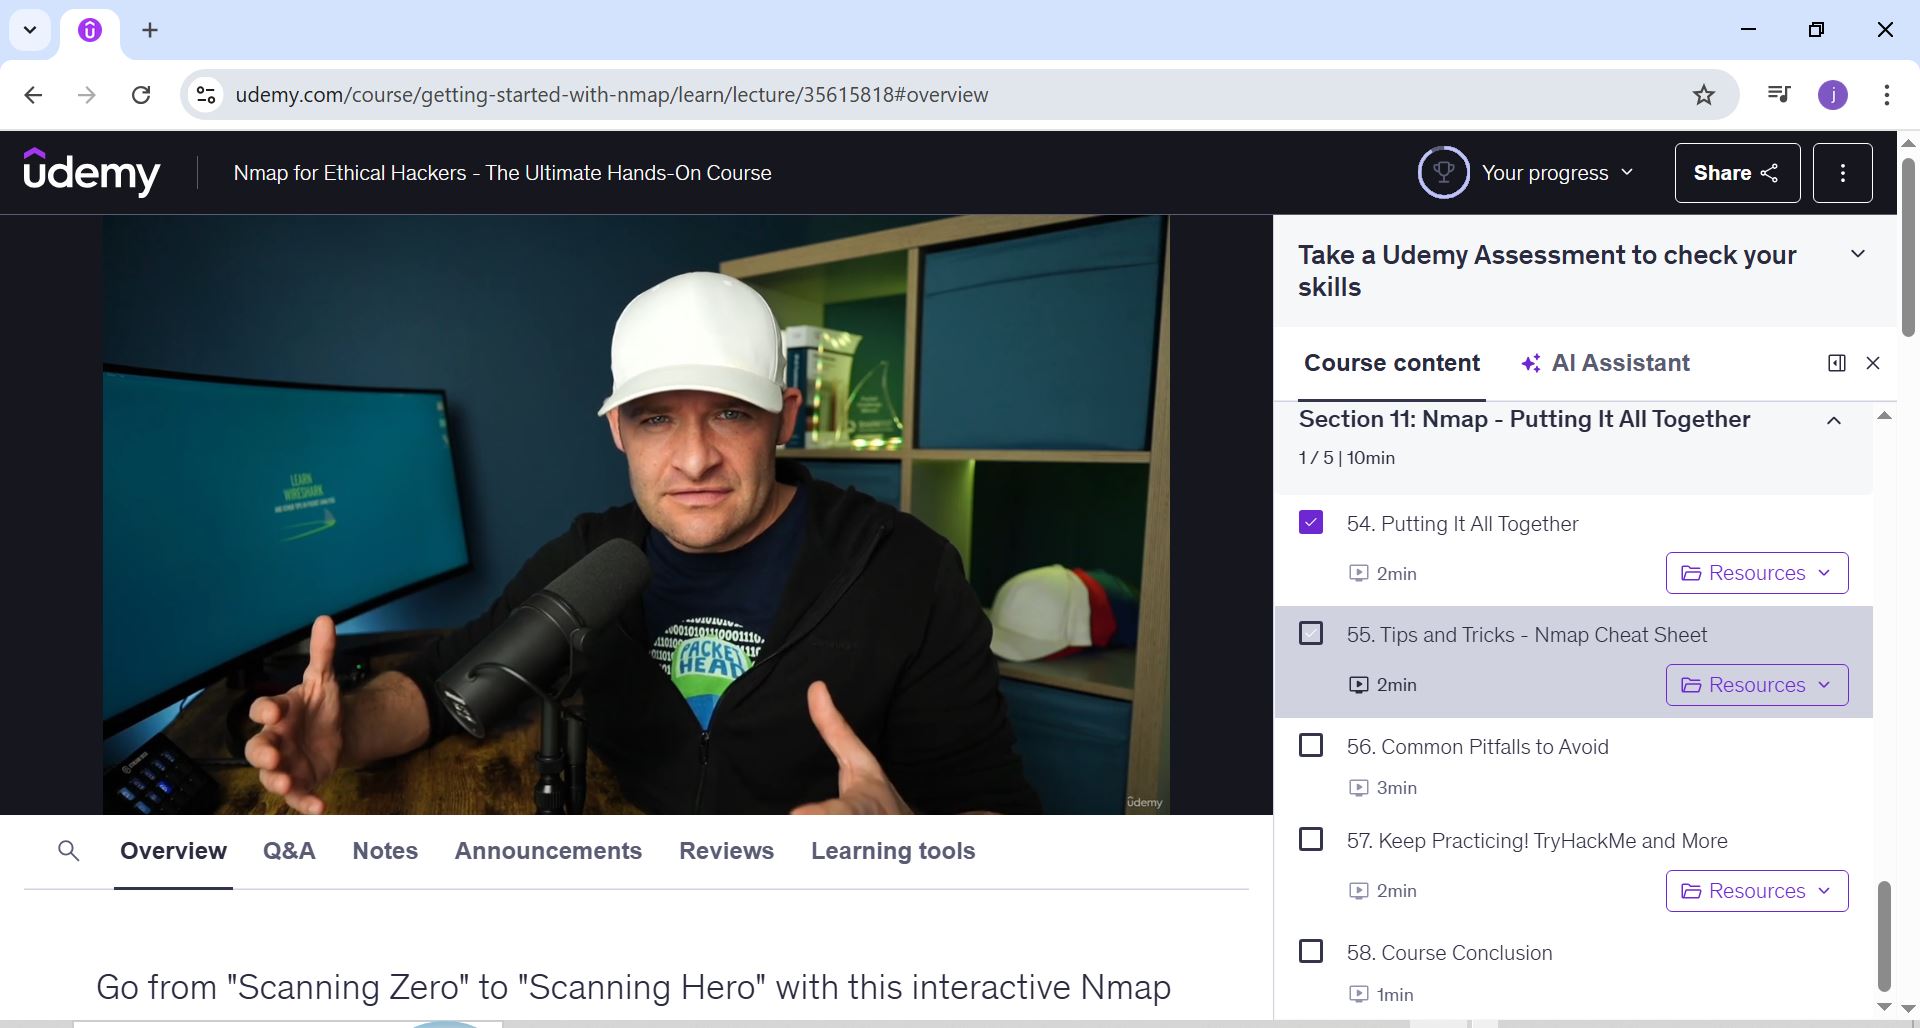 udemy.com/course/getting-started-with-nmap/learn/lecture/35615818#overview
j
udemy
Nmap for Ethical Hackers - The Ultimate Hands-On Course
Your progress
Share
LEARN
WIRESHARK
PACKET
HEAD
udemy
Take a Udemy Assessment to check your
skills
Course content
AI Assistant
Section 11: Nmap - Putting It All Together
1 / 5 | 10min
54. Putting It All Together
2min
Resources
55. Tips and Tricks - Nmap Cheat Sheet
2min
Resources
56. Common Pitfalls to Avoid
3min
57. Keep Practicing! TryHackMe and More
2min
Resources
58. Course Conclusion
1min
Overview
Q&A
Notes
Announcements
Reviews
Learning tools
Go from "Scanning Zero" to "Scanning Hero" with this interactive Nmap